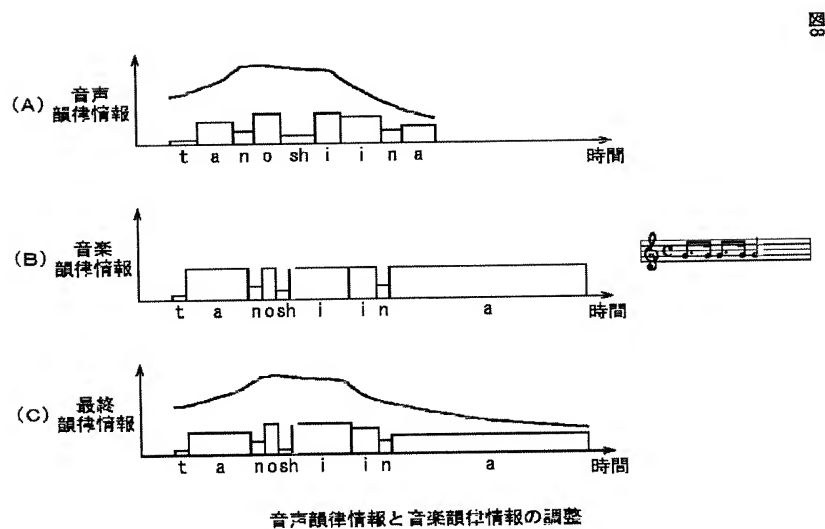 図8
(A) 音声
韻律情報
t a n o sh i i n a
時間
(B) 音楽
韻律情報
t a n o sh i i n a
時間
(C) 最終
韻律情報
t a n o sh i i n a
時間
音声韻律情報と音楽韻律情報の調整